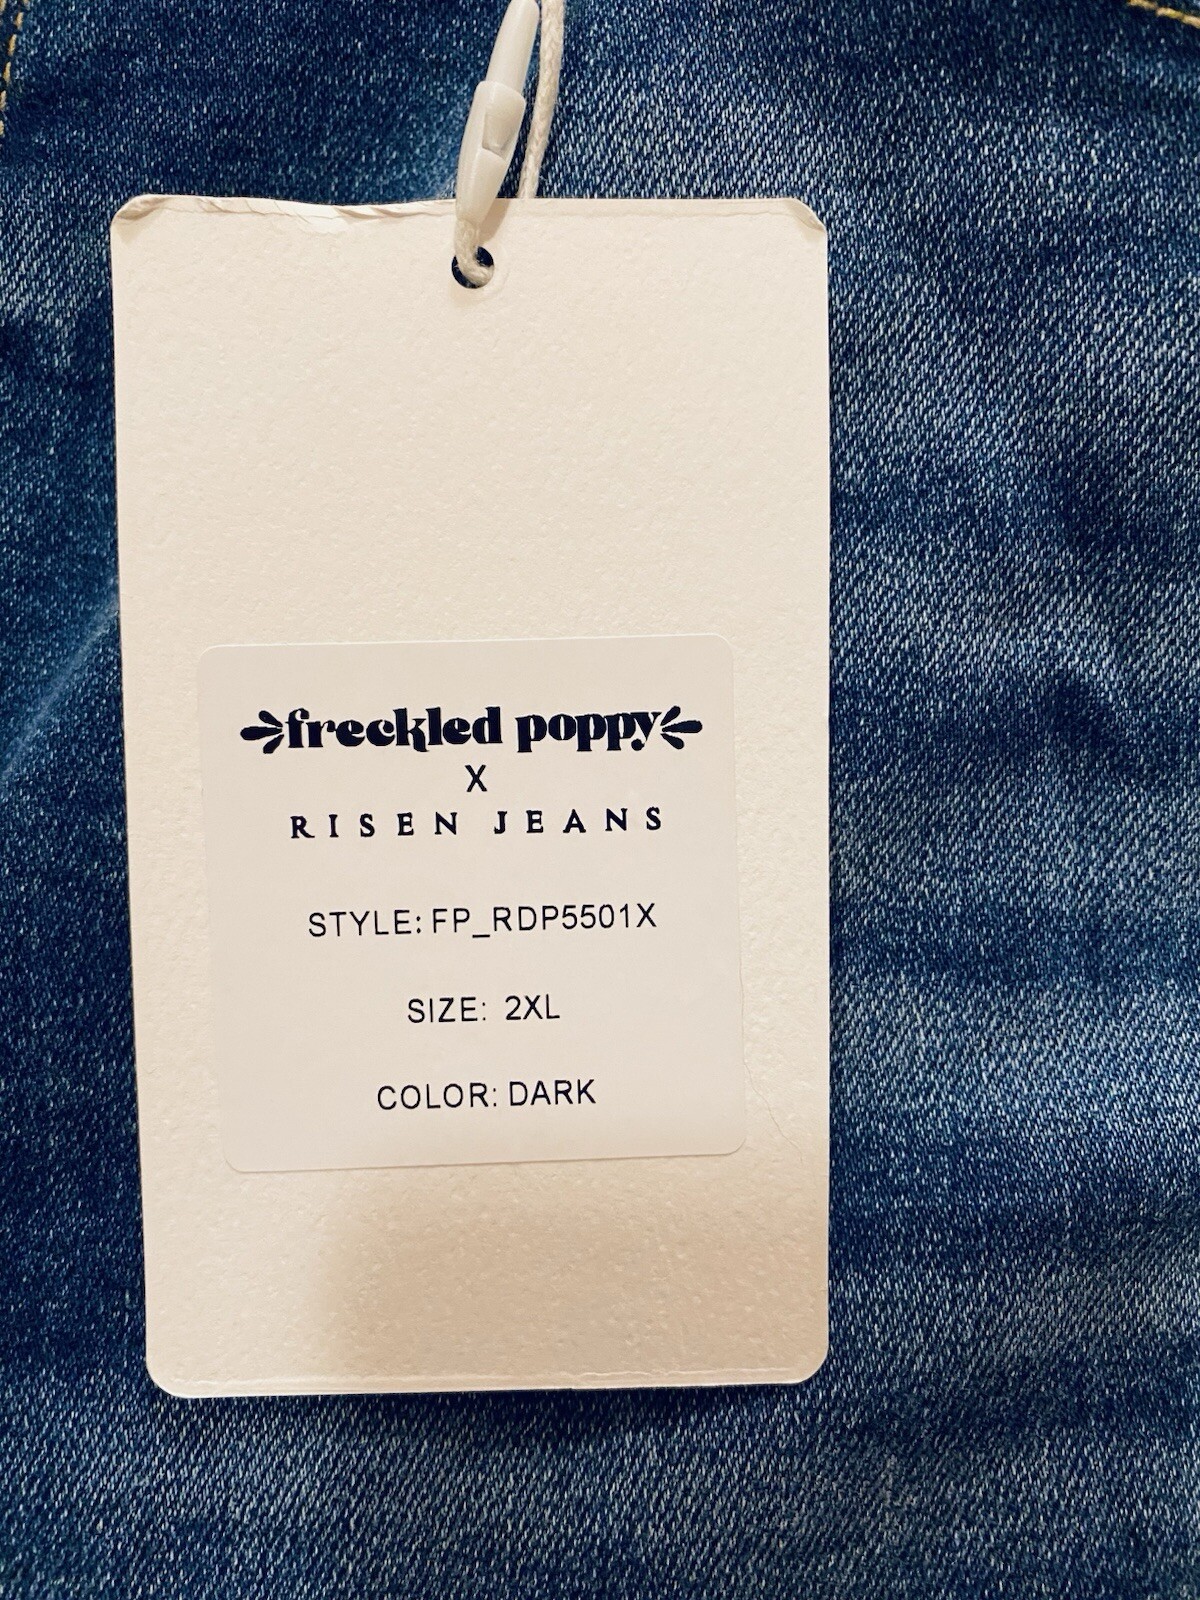 freckled poppy
X
RISEN JEANS
STYLE: FP_RDP5501X
SIZE: 2XL
COLOR: DARK